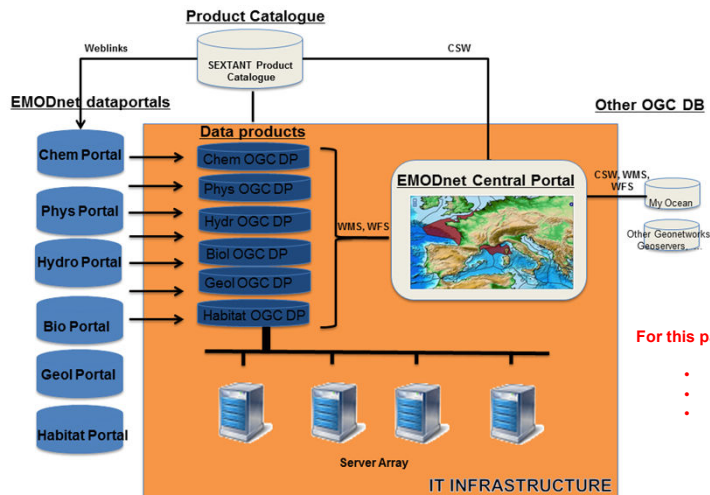 Product Catalogue
Weblinks
CSW
SEXTANT Product
Catalogue
EMODnet dataportals
Other OGC DB
Data products
Chem Portal
Chem OGC DP
EMODnet Central Portal
CSW, WMS,
WFS
Phys OGC DP
My Ocean
Phys Portal
Hydr OGC DP
WMS, WFS
Other Geonetworks
Geoservers, ...
Hydro Portal
Biol OGC DP
Geol OGC DP
Bio Portal
Habitat OGC DP
For this p
Geol Portal
•
•
•
Habitat Portal
Server Array
IT INFRASTRUCTURE